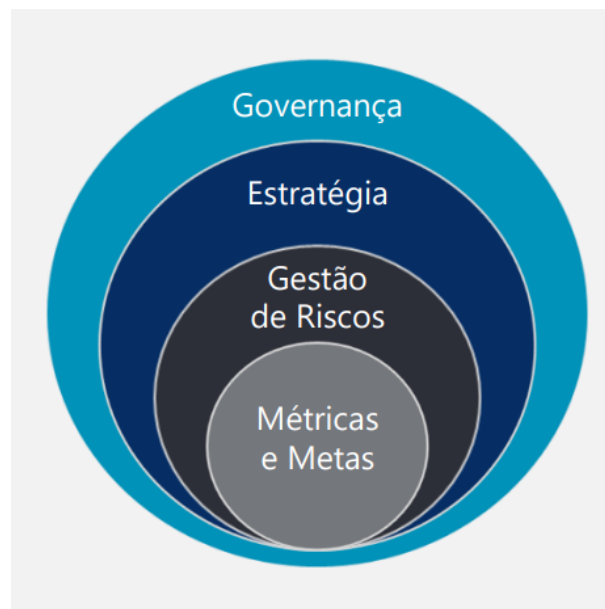 Governança
Estratégia
Gestão
de Riscos
Métricas
e Metas